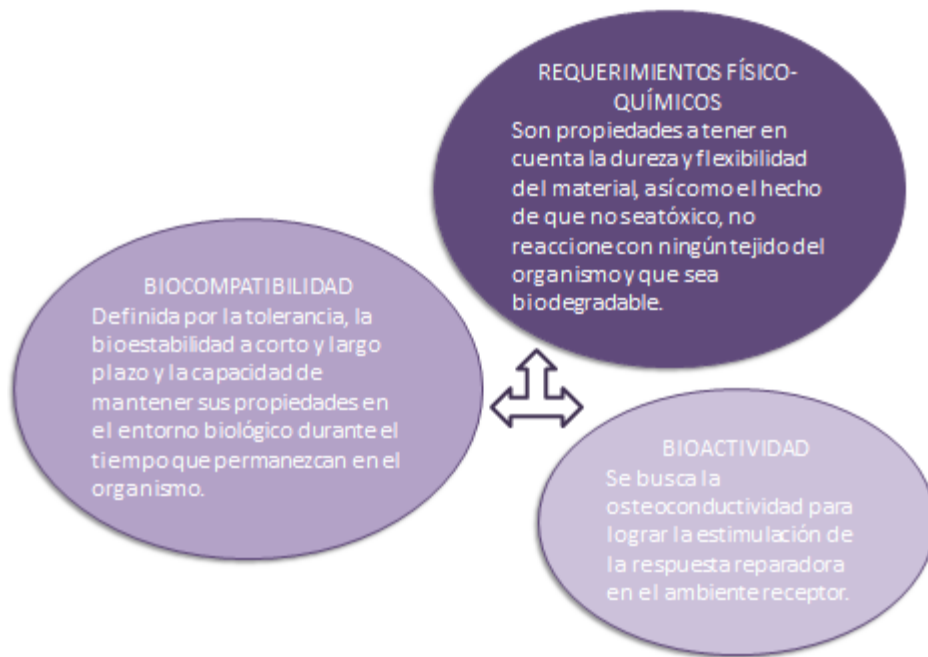 REQUERIMIENTOS FÍSICO-
QUÍMICOS
Son propiedades a tener en
cuenta la dureza y flexibilidad
del material, así como el hecho
de que no sea tóxico, no
reaccione con ningún tejido del
organismo y que sea
biodegradable.
BIOCOMPATIBILIDAD
Definida por la tolerancia, la
bioestabilidad a corto y largo
plazo y la capacidad de
mantener sus propiedades en
el entorno biológico durante el
tiempo que permanezcan en el
organismo.
BIOACTIVIDAD
Se busca la
osteoconductividad para
lograr la estimulación de
la respuesta reparadora
en el ambiente receptor.